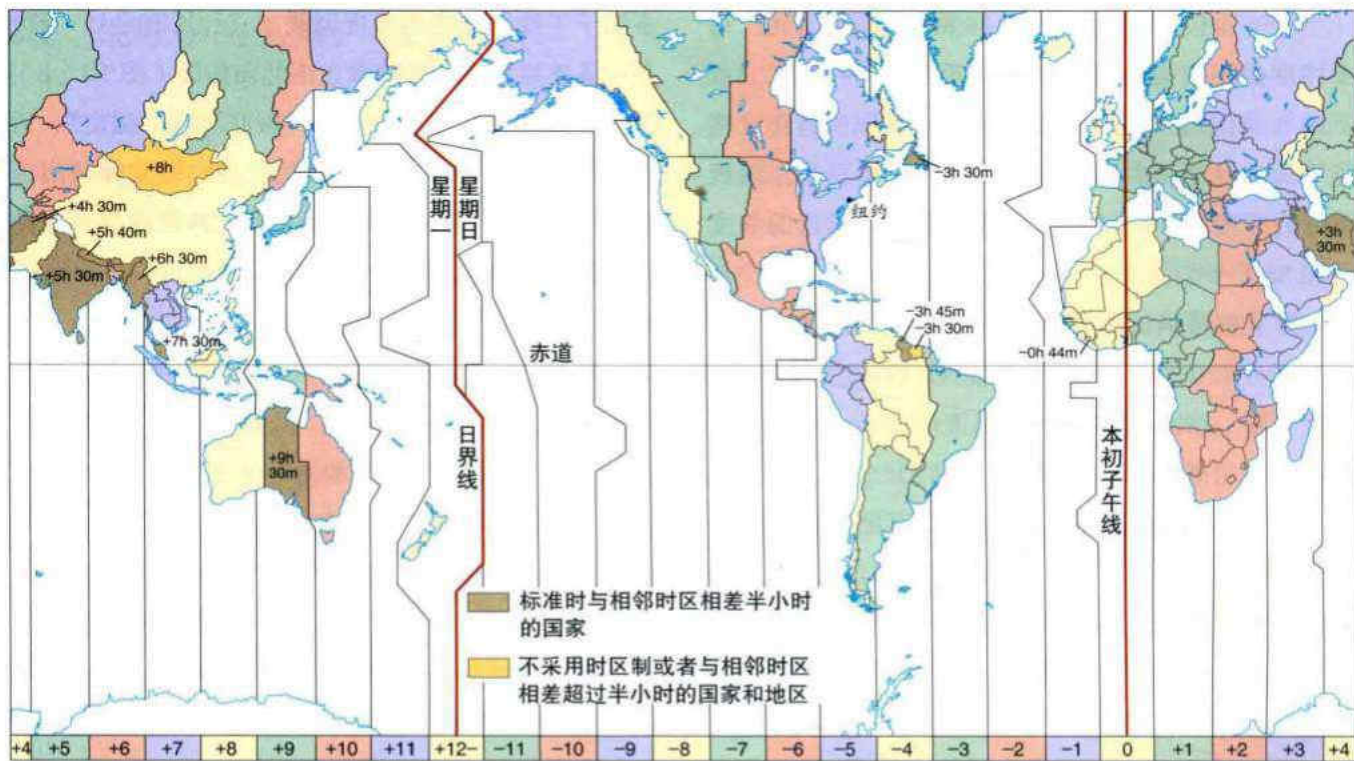 +8h
+4h 30m
+5h 40m
+5h 30m
+6h 30m
+7h 30m
+9h
30m
星期一
星期日
日界线
赤道
纽约
−3h 30m
−3h 45m
−3h 30m
−0h 44m
本初子午线
+3h
30m
标准时与相邻时区相差半小时
的国家
不采用时区制或者与相邻时区
相差超过半小时的国家和地区
+4 +5 +6 +7 +8 +9 +10 +11 +12− −11 −10 −9 −8 −7 −6 −5 −4 −3 −2 −1 0 +1 +2 +3 +4